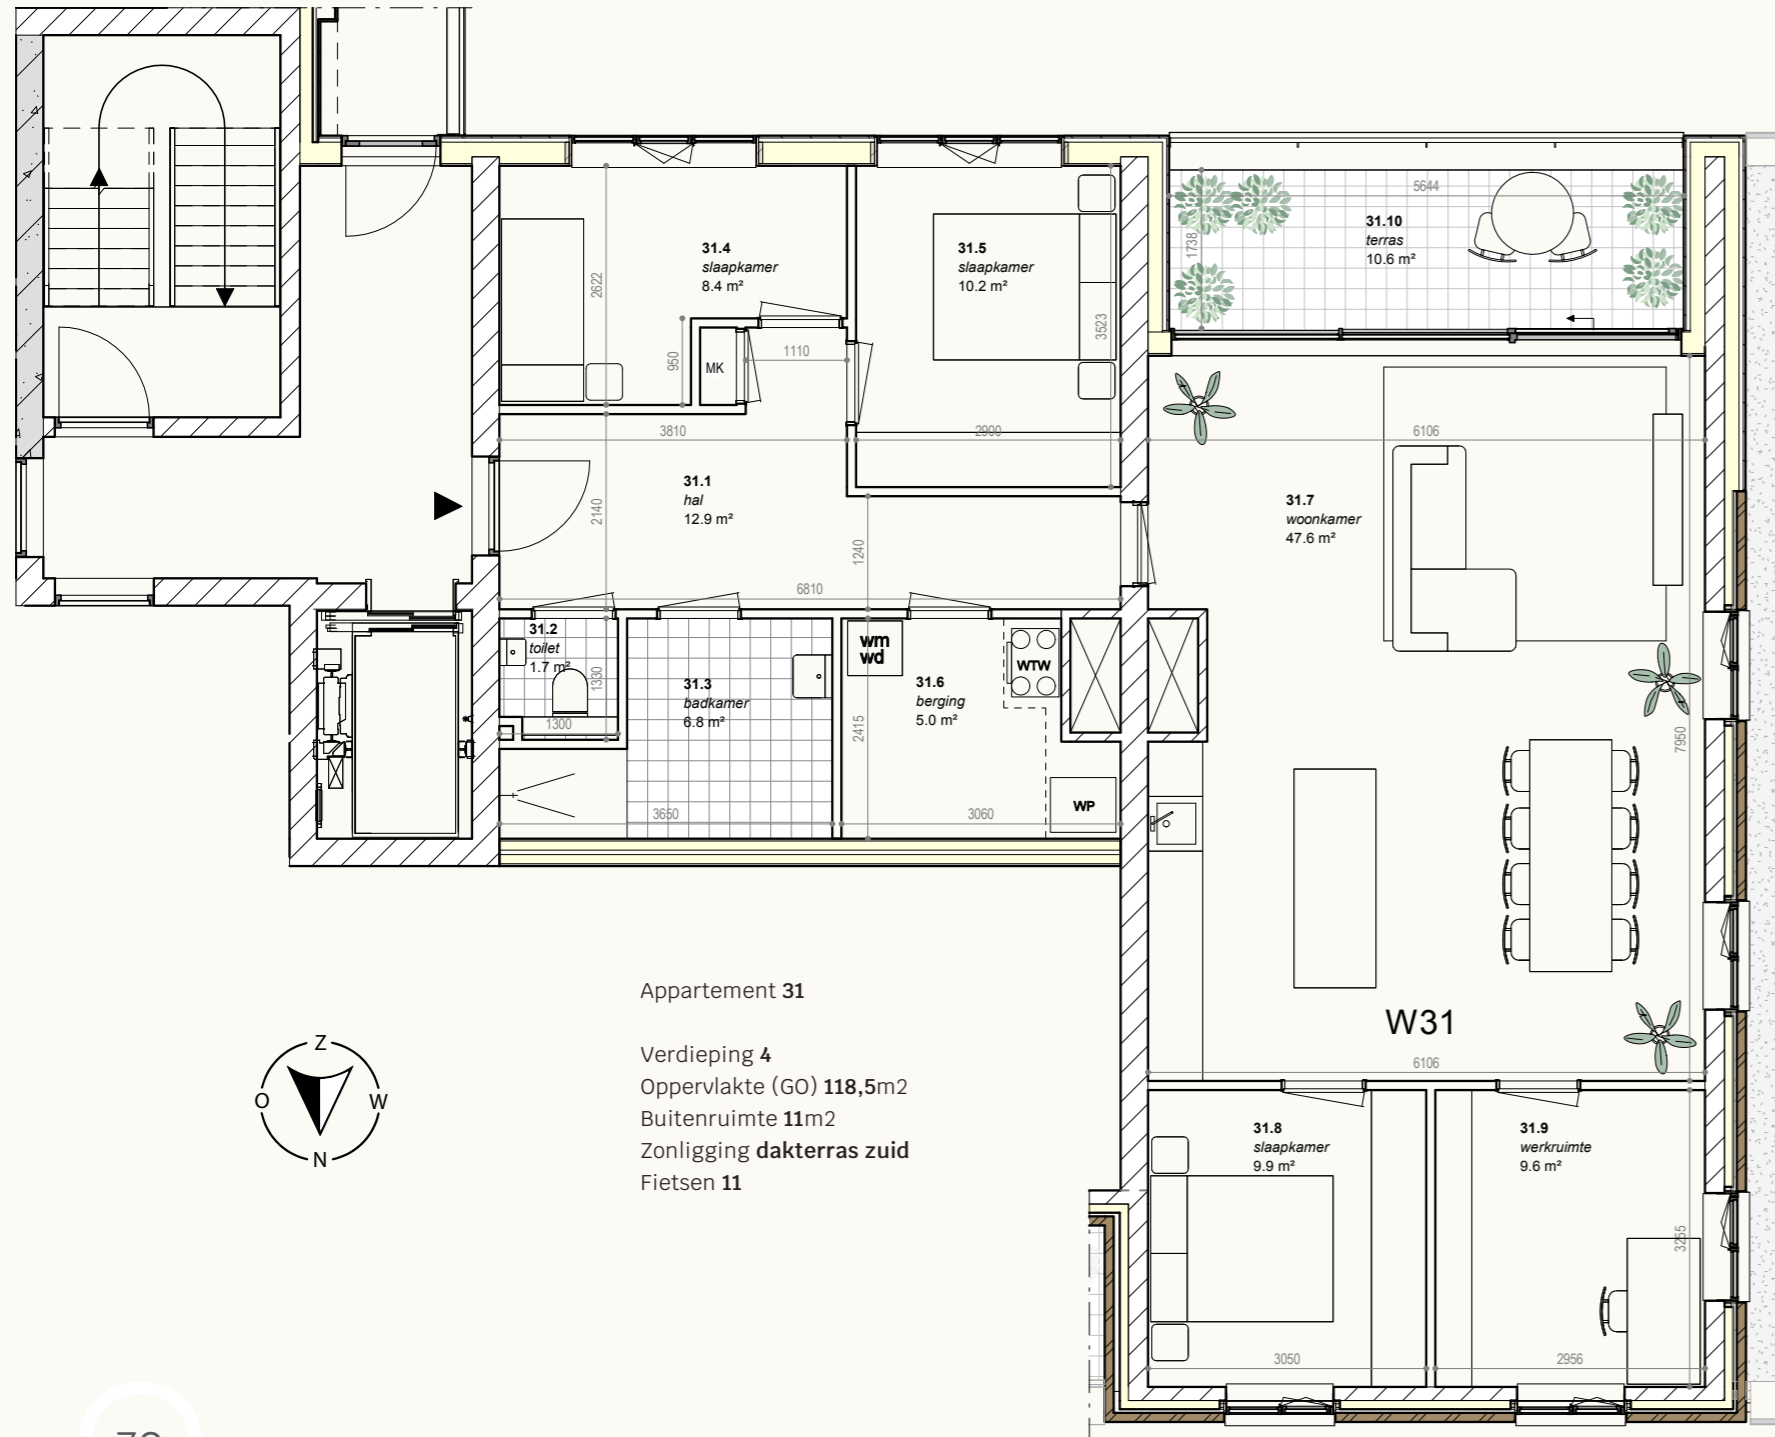 31.4
slaapkamer
8.4 m²
2622
950
MK
1110
31.5
slaapkamer
10.2 m²
3523
5644
1738
31.10
terras
10.6 m²
3810
2900
6106
31.1
hal
12.9 m²
2140
1240
6810
31.7
woonkamer
47.6 m²
7950
31.2
toilet
1.7 m²
1330
1300
31.3
badkamer
6.8 m²
3650
wm
wd
31.6
berging
5.0 m²
2415
3060
WTW
WP
W31
6106
31.8
slaapkamer
9.9 m²
3050
31.9
werkruimte
9.6 m²
3255
2956
Z
O
W
N
Appartement 31
Verdieping 4
Oppervlakte (GO) 118,5m2
Buitenruimte 11m2
Zonligging dakterras zuid
Fietsen 11